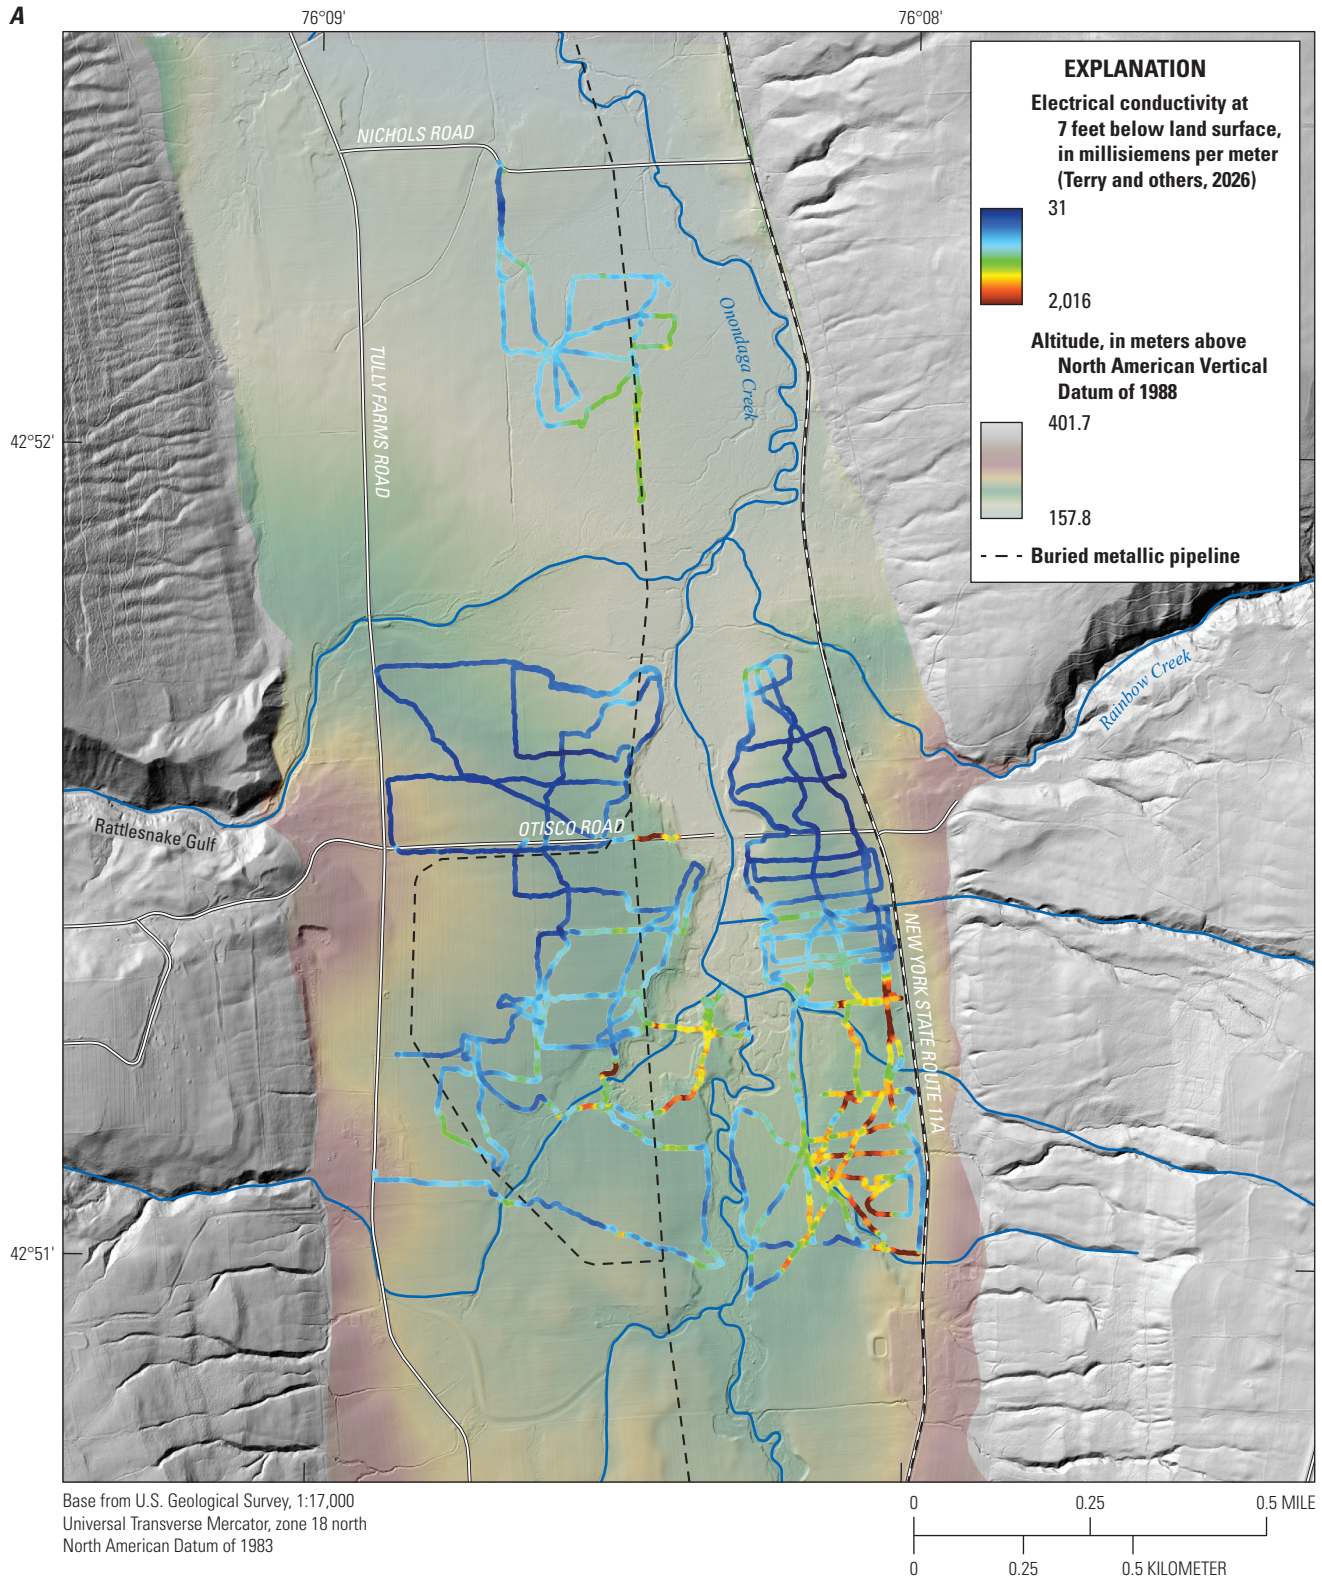 A
76°09'
76°08'
EXPLANATION
Electrical conductivity at
7 feet below land surface,
in millisiemens per meter
(Terry and others, 2026)
31
2,016
Altitude, in meters above
North American Vertical
Datum of 1988
401.7
157.8
Buried metallic pipeline
NICHOLS ROAD
Onondaga Creek
TULLY FARMS ROAD
42°52'
Rainbow Creek
Rattlesnake Gulf
OTISCO ROAD
NEW YORK STATE ROUTE 11A
42°51'
Base from U.S. Geological Survey, 1:17,000
Universal Transverse Mercator, zone 18 north
North American Datum of 1983
0 0.25 0.5 MILE
0 0.25 0.5 KILOMETER